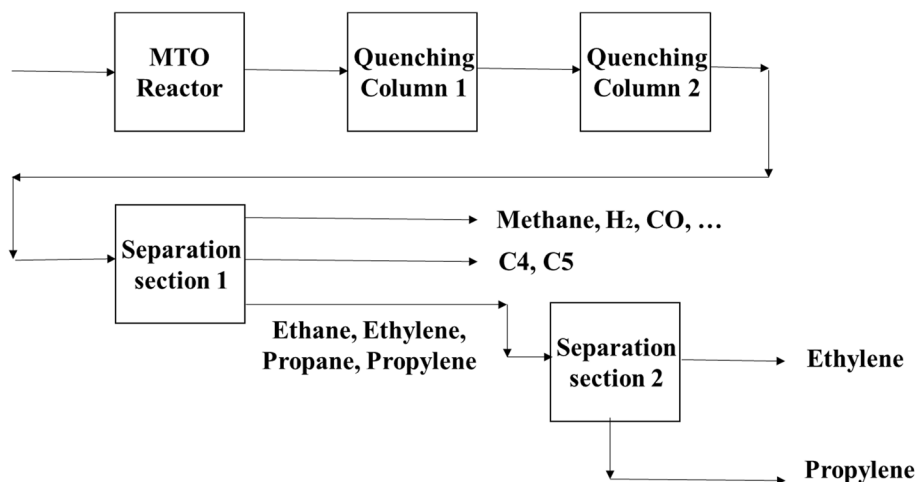 MTO
Reactor
Quenching
Column 1
Quenching
Column 2
Separation
section 1
Methane, H₂, CO, …
C4, C5
Ethane, Ethylene,
Propane, Propylene
Separation
section 2
Ethylene
Propylene